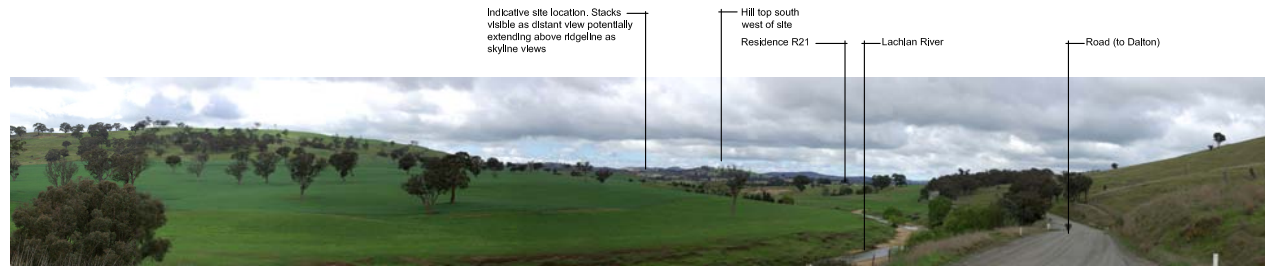 Indicative site location. Stacks
visible as distant view potentially
extending above ridgeline as
skyline views
Hill top south
west of site
Residence R21
Lachlan River
Road (to Dalton)